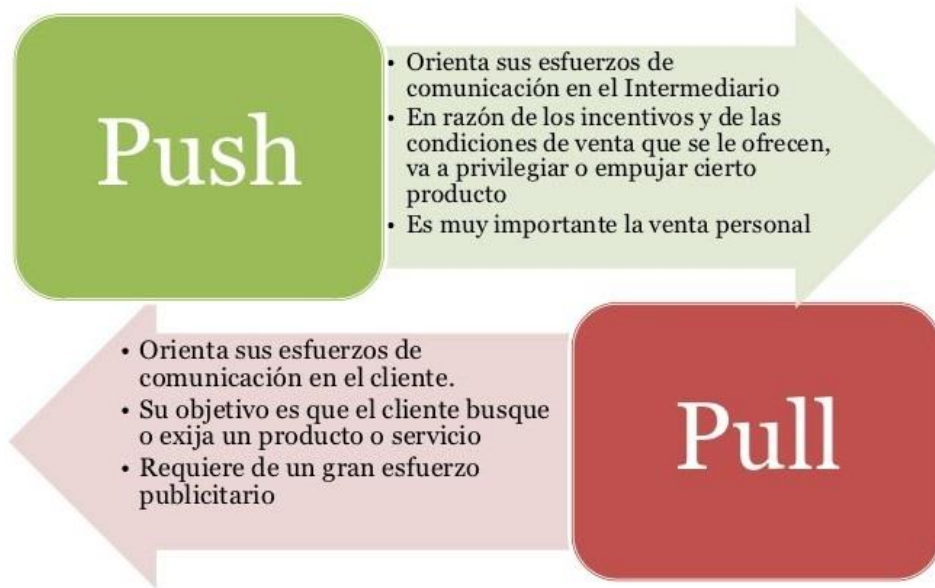 Push
• Orienta sus esfuerzos de
comunicación en el Intermediario
• En razón de los incentivos y de las
condiciones de venta que se le ofrecen,
va a privilegiar o empujar cierto
producto
• Es muy importante la venta personal
• Orienta sus esfuerzos de
comunicación en el cliente.
• Su objetivo es que el cliente busque
o exija un producto o servicio
• Requiere de un gran esfuerzo
publicitario
Pull